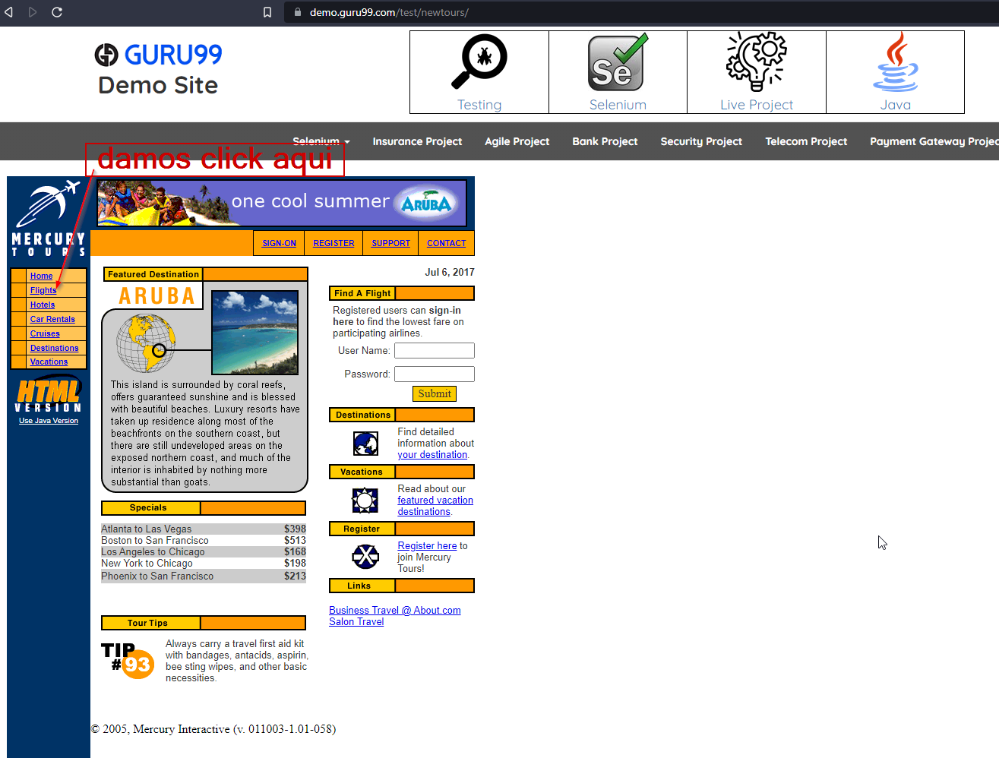 demo.guru99.com/test/newtours/
GURU99
Demo Site
Testing
Se
Selenium
Live Project
Java
Selenium
Insurance Project
Agile Project
Bank Project
Security Project
Telecom Project
Payment Gateway Projec
damos click aqui
one cool summer
ARUBA
MERCURY
TOURS
SIGN-ON
REGISTER
SUPPORT
CONTACT
Home
Flights
Hotels
Car Rentals
Cruises
Destinations
Vacations
HTML
VERSION
Use Java Version
Featured Destination
ARUBA
This island is surrounded by coral reefs,
offers guaranteed sunshine and is blessed
with beautiful beaches. Luxury resorts have
taken up residence along most of the
beachfronts on the southern coast, but
there are still undeveloped areas on the
exposed northern coast, and much of the
interior is inhabited by nothing more
substantial than goats.
Specials
Atlanta to Las Vegas $398
Boston to San Francisco $513
Los Angeles to Chicago $168
New York to Chicago $198
Phoenix to San Francisco $213
Tour Tips
TIP
#93
Always carry a travel first aid kit
with bandages, antacids, aspirin,
bee sting wipes, and other basic
necessities.
Jul 6, 2017
Find A Flight
Registered users can sign-in
here to find the lowest fare on
participating airlines.
User Name:
Password:
Submit
Destinations
Find detailed
information about
your destination.
Vacations
Read about our
featured vacation
destinations.
Register
Register here to
join Mercury
Tours!
Links
Business Travel @ About.com
Salon Travel
© 2005, Mercury Interactive (v. 011003-1.01-058)